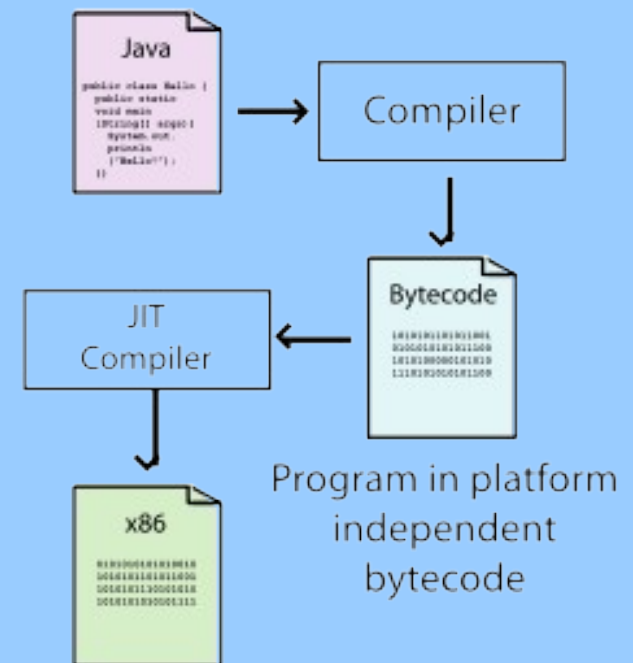 Java
public class Hello {
public static
void main
(String[] args){
System.out.
println
("Hello!");
}}
Compiler
Bytecode
JIT
Compiler
Program in platform
independent
bytecode
x86